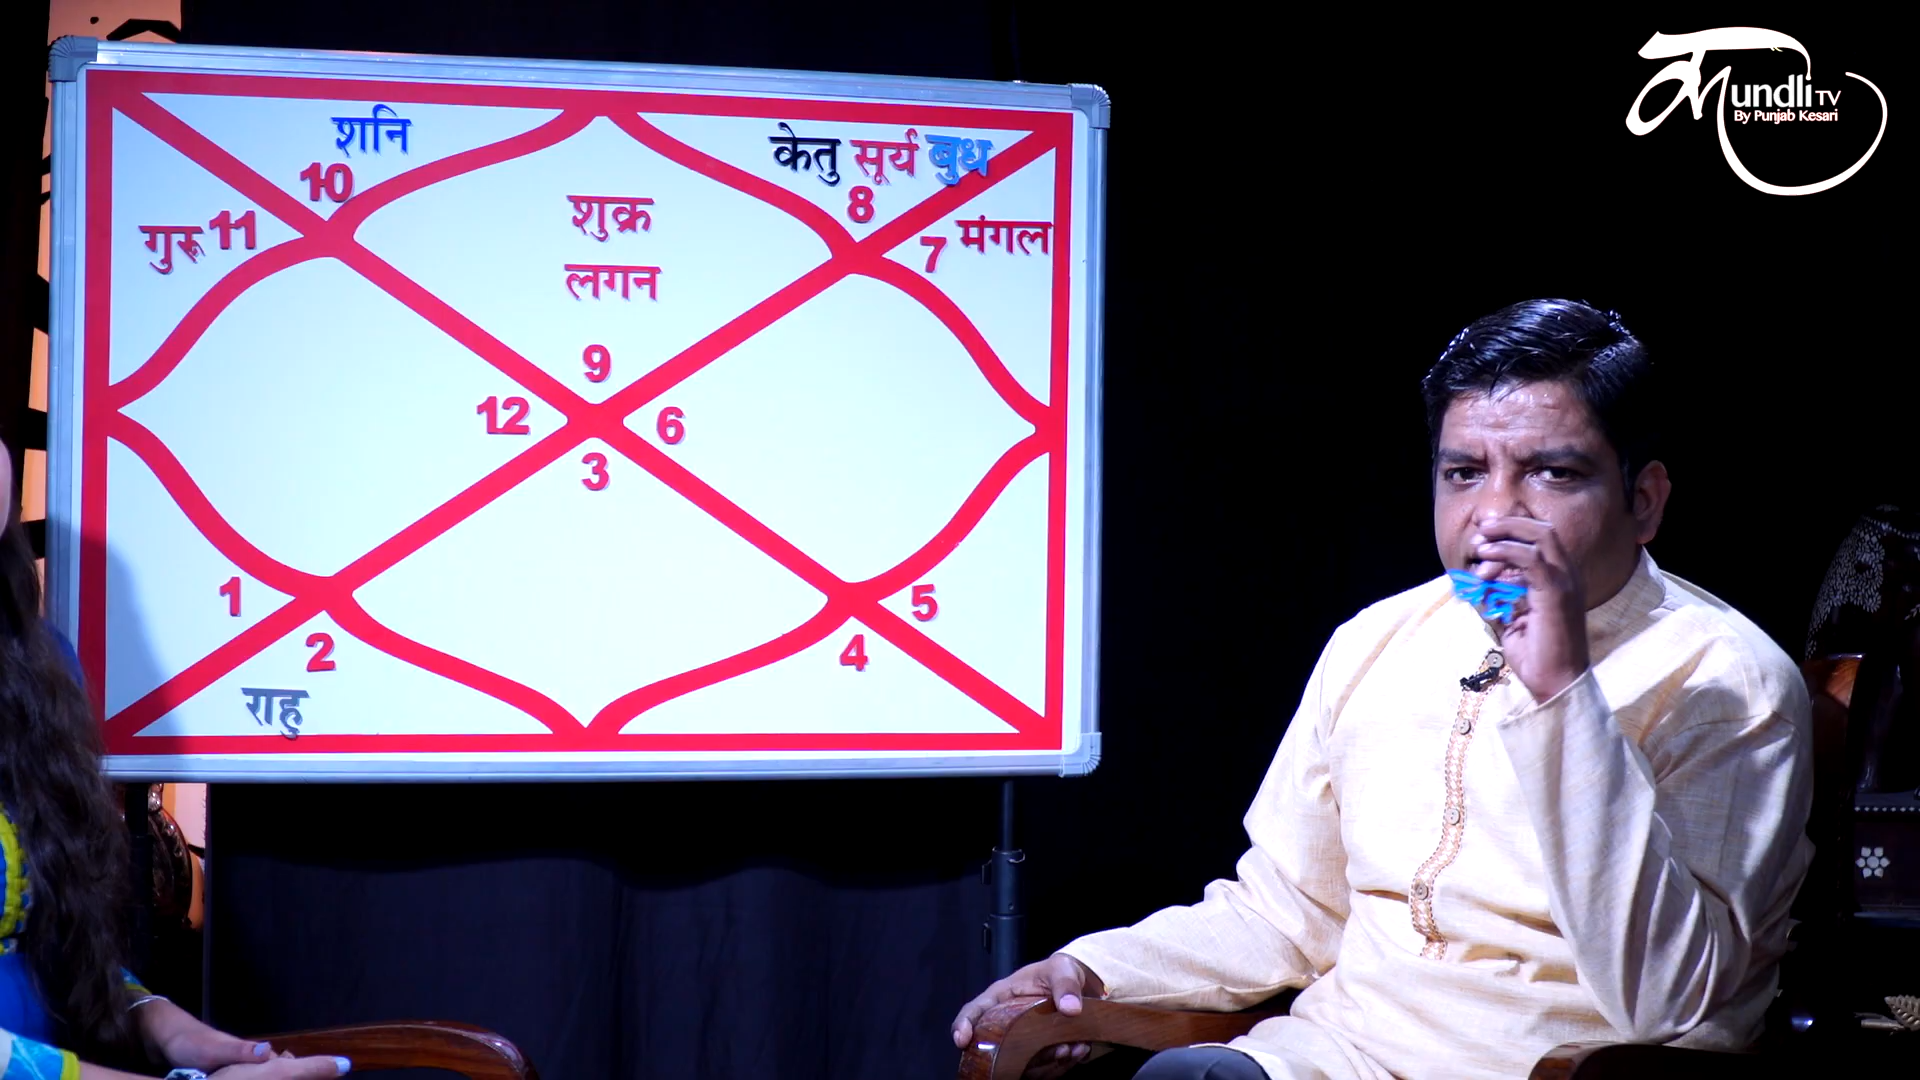 Kundli TV
By Punjab Kesari
शनि
केतु सूर्य बुध
10
8
शुक्र
गुरू 11
7 मंगल
लगन
9
12
6
3
1
5
2
4
राहु